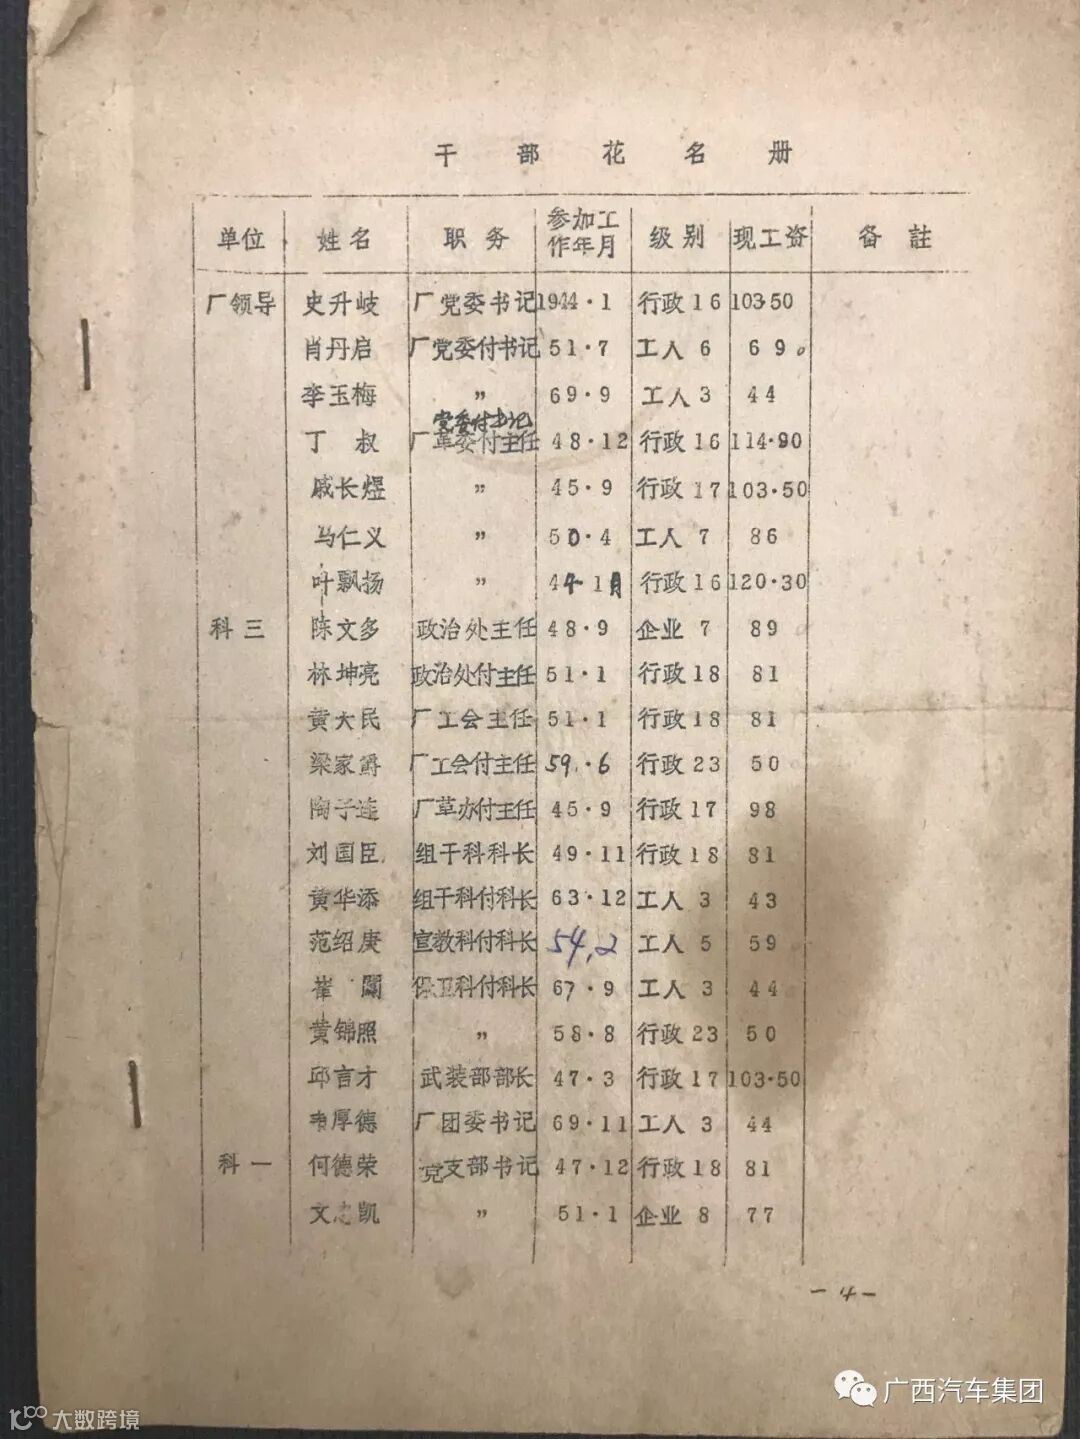 干部花名册
单位 姓名 职务 参加工作年月 级别 现工资 备註
厂领导 史升岐 厂党委书记 1944·1 行政16 103·50
肖丹启 厂党委付书记 51·7 工人6 69。
李玉梅 〃 69·9 工人3 44
党委付书记
丁叔 厂革委付主任 48·12 行政16 114·90
戚长煜 〃 45·9 行政17 103·50
马仁义 〃 50·4 工人7 86
叶飘扬 〃 44·1月 行政16 120·30
科三 陈文多 政治处主任 48·9 企业7 89
林坤亮 政治处付主任 51·1 行政18 81
黄大民 厂工会主任 51·1 行政18 81
梁家爵 厂工会付主任 59.6 行政23 50
陶子连 厂革办付主任 45·9 行政17 98
刘国臣 组干科科长 49·11 行政18 81
黄华添 组干科付科长 63·12 工人3 43
范绍庚 宣教科付科长 54,2 工人5 59
崔 保卫科付科长 67·9 工人3 44
黄锦照 〃 58·8 行政23 50
邱言才 武装部部长 47·3 行政17 103·50
韦厚德 厂团委书记 69·11 工人3 44
科一 何德荣 党支部书记 47·12 行政18 81
文志凯 〃 51·1 企业8 77
广西汽车集团
大数跨境